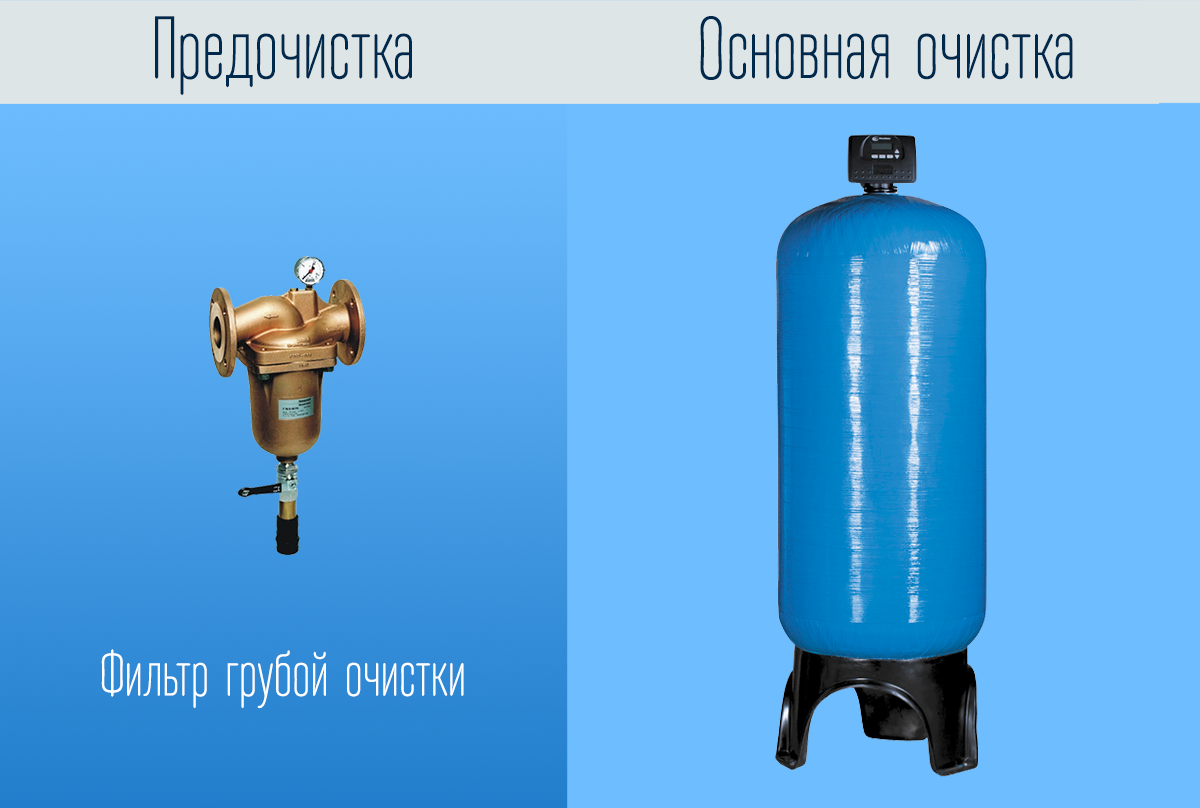 Предочистка
Основная очистка
Фильтр грубой очистки